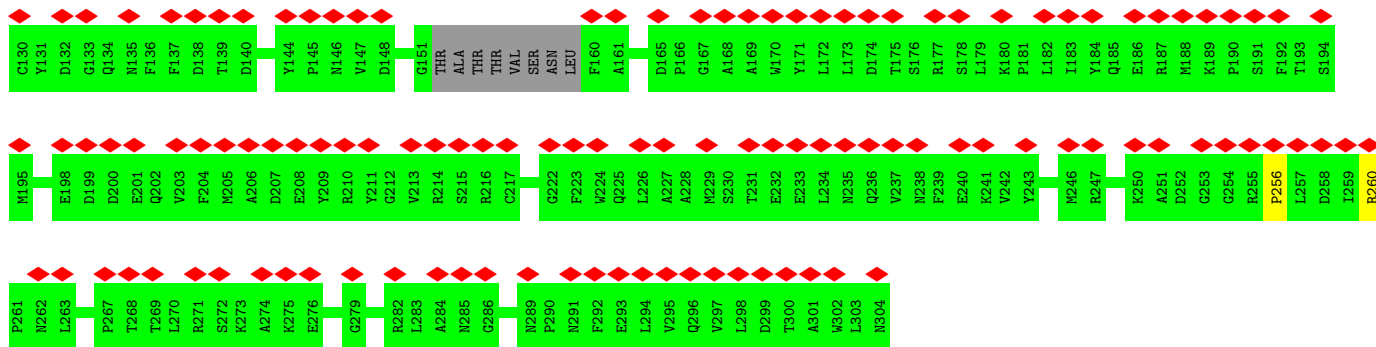 C130 Y131 D132 G133 Q134 N135 F136 F137 D138 T139 D140 Y144 P145 N146 V147 D148 G151 THR ALA THR THR VAL SER ASN LEU F160 A161 D165 P166 G167 A168 A169 W170 Y171 L172 L173 D174 T175 S176 R177 S178 L179 K180 P181 L182 I183 Y184 Q185 E186 R187 M188 K189 P190 S191 F192 T193 S194
M195 E198 D199 D200 E201 Q202 V203 F204 M205 A206 D207 E208 Y209 R210 Y211 G212 V213 R214 S215 R216 C217 G222 F223 W224 Q225 L226 A227 A228 M229 S230 T231 E232 E233 L234 N235 Q236 V237 N238 F239 E240 K241 V242 Y243 M246 R247 K250 A251 D252 G253 G254 R255 P256 L257 D258 I259 R260
P261 N262 L263 P267 T268 T269 L270 R271 S272 K273 A274 K275 E276 G279 R282 L283 A284 N285 G286 N289 P290 N291 F292 E293 L294 V295 Q296 V297 L298 D299 T300 A301 W302 L303 N304